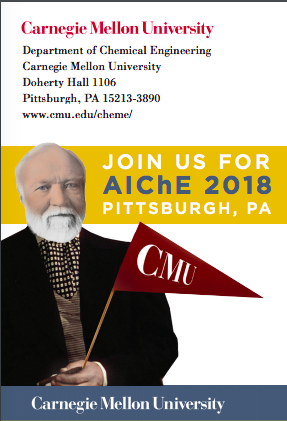 Carnegie Mellon University
Department of Chemical Engineering
Carnegie Mellon University
Doherty Hall 1106
Pittsburgh, PA 15213-3890
www.cmu.edu/cheme/
JOIN US FOR
AIChE 2018
PITTSBURGH, PA
CMU
Carnegie Mellon University